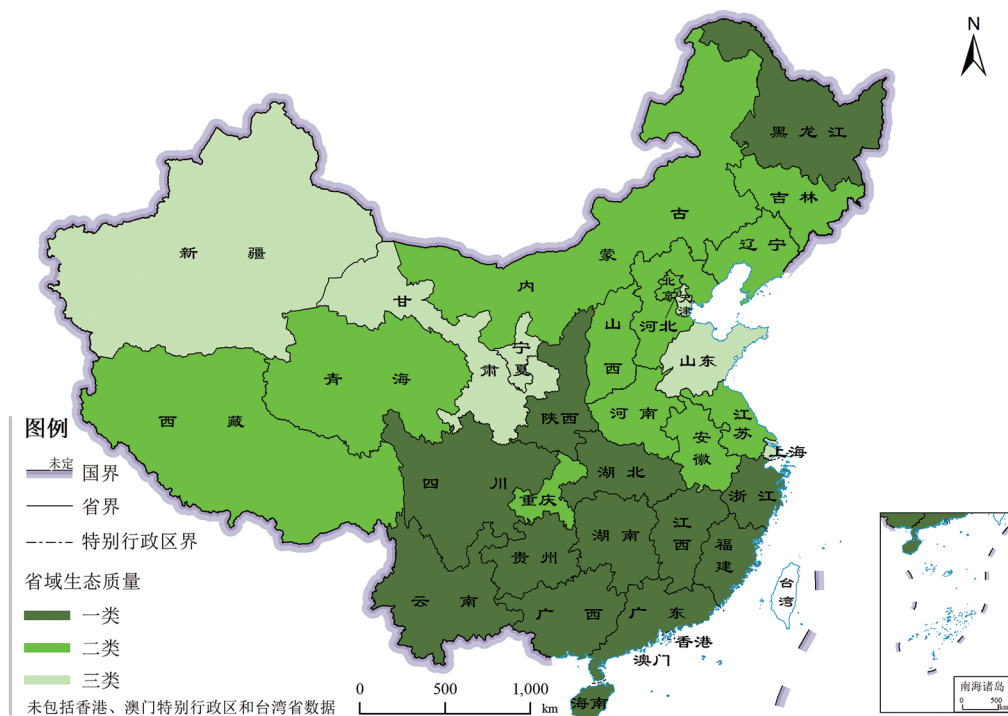 N
黑龙江
吉林
辽宁
古
蒙
内
新疆
甘
肃
北京
天津
河北
山西
宁夏
山东
青海
陕西
河南
江苏
安徽
西藏
上海
四川
重庆
湖北
浙江
湖南
江西
福建
贵州
云南
广西
广东
台湾
香港
澳门
海南
图例
未定
国界
省界
特别行政区界
省域生态质量
一类
二类
三类
未包括香港、澳门特别行政区和台湾省数据
0 500 1,000
km
南海诸岛
0 500
km